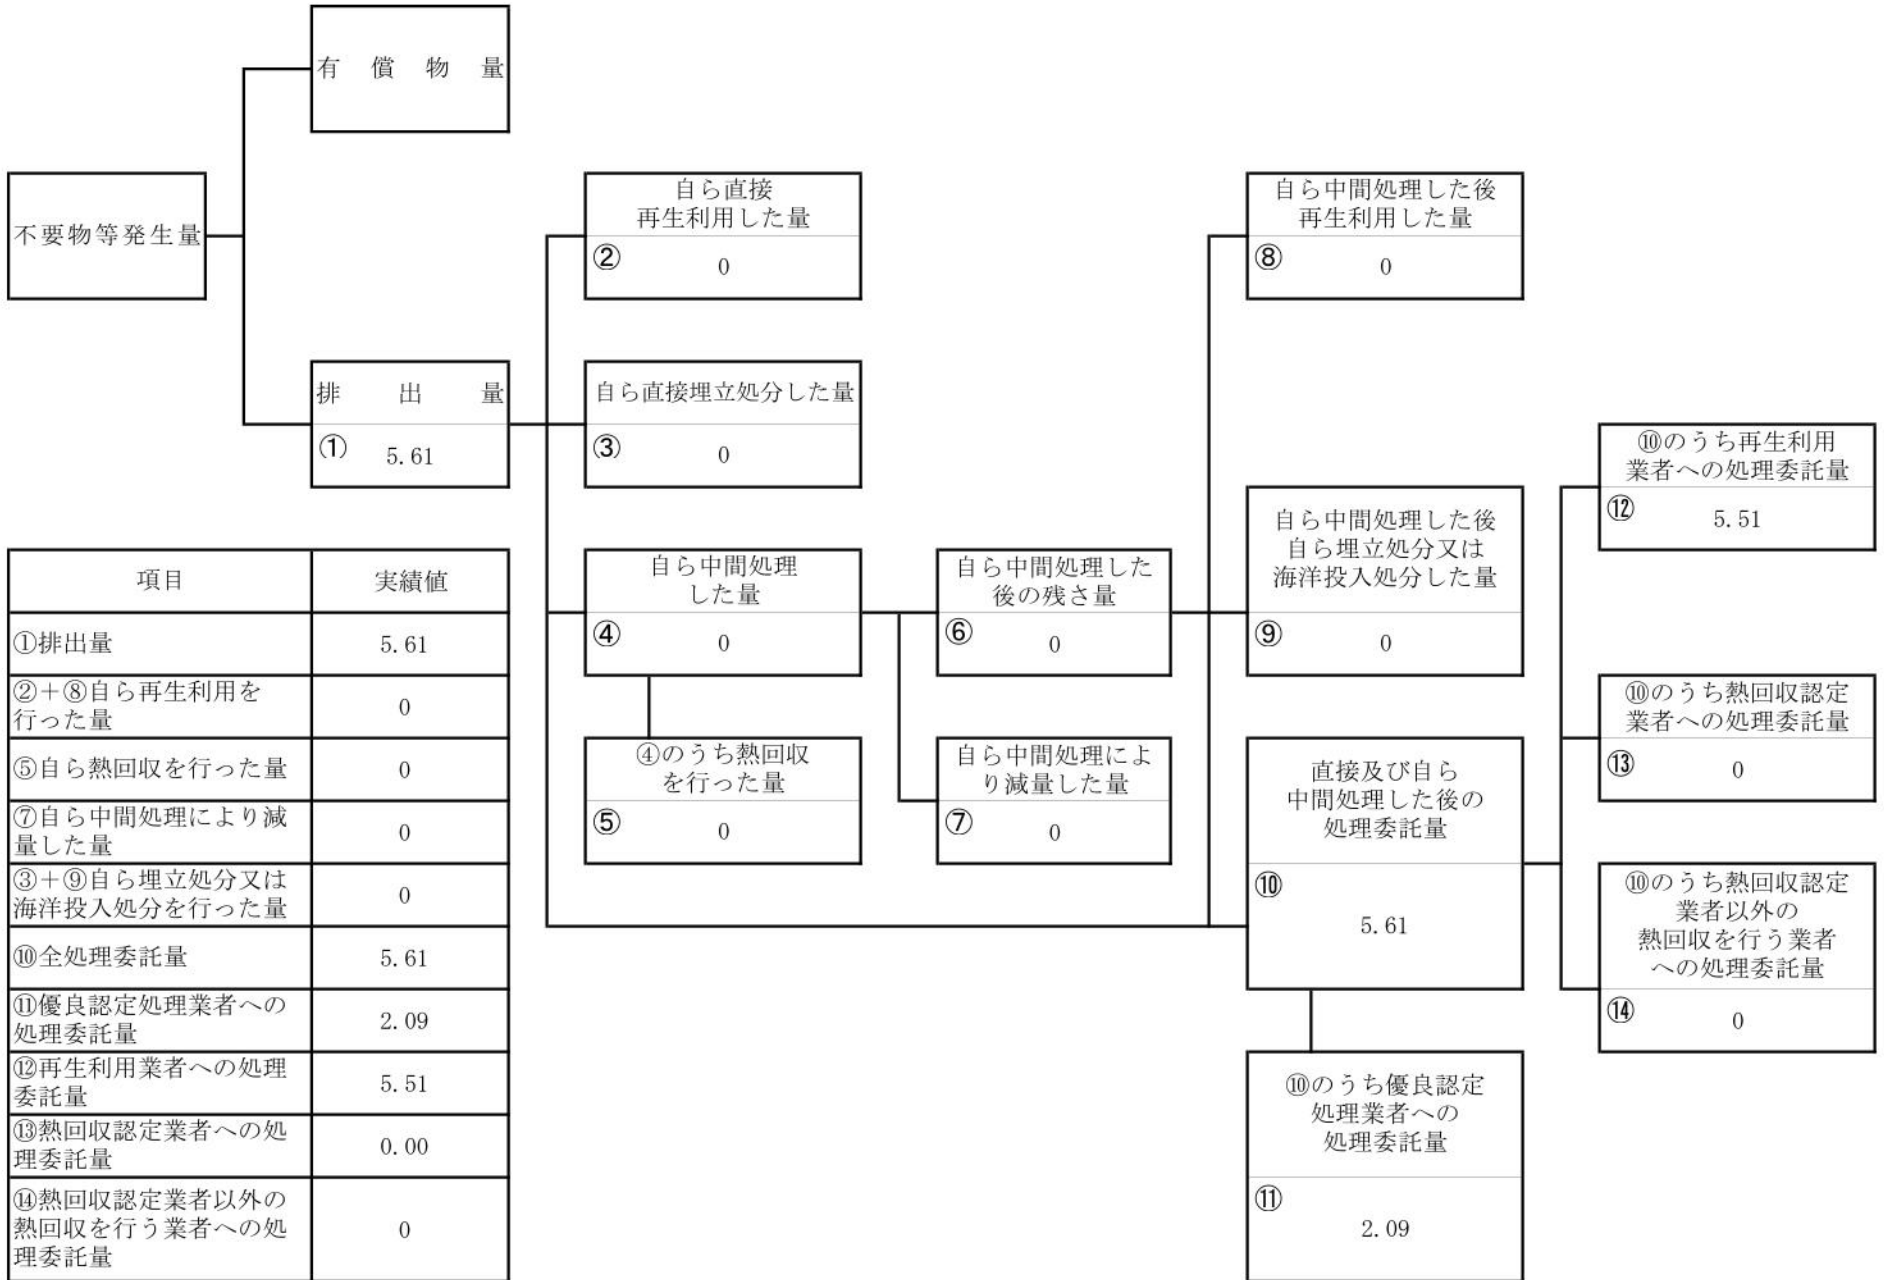 有償物量
不要物等発生量
排出量
①
5.61
自ら直接
再生利用した量
②
0
自ら直接埋立処分した量
③
0
自ら中間処理
した量
④
0
④のうち熱回収
を行った量
⑤
0
自ら中間処理した
後の残さ量
⑥
0
自ら中間処理によ
り減量した量
⑦
0
自ら中間処理した後
再生利用した量
⑧
0
自ら中間処理した後
自ら埋立処分又は
海洋投入処分した量
⑨
0
直接及び自ら
中間処理した後の
処理委託量
⑩
5.61
⑩のうち優良認定
処理業者への
処理委託量
⑪
2.09
⑩のうち再生利用
業者への処理委託量
⑫
5.51
⑩のうち熱回収認定
業者への処理委託量
⑬
0
⑩のうち熱回収認定
業者以外の
熱回収を行う業者
への処理委託量
⑭
0
項目 実績値
①排出量 5.61
②+⑧自ら再生利用を
行った量
0
⑤自ら熱回収を行った量 0
⑦自ら中間処理により減
量した量
0
③+⑨自ら埋立処分又は
海洋投入処分を行った量
0
⑩全処理委託量 5.61
⑪優良認定処理業者への
処理委託量
2.09
⑫再生利用業者への処理
委託量
5.51
⑬熱回収認定業者への処
理委託量
0.00
⑭熱回収認定業者以外の
熱回収を行う業者への処
理委託量
0